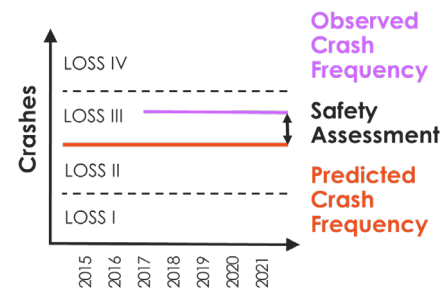 Observed
Crash
Frequency
LOSS IV
LOSS III
Safety
Assessment
LOSS II
Predicted
Crash
Frequency
LOSS I
Crashes
2015
2016
2017
2018
2019
2020
2021